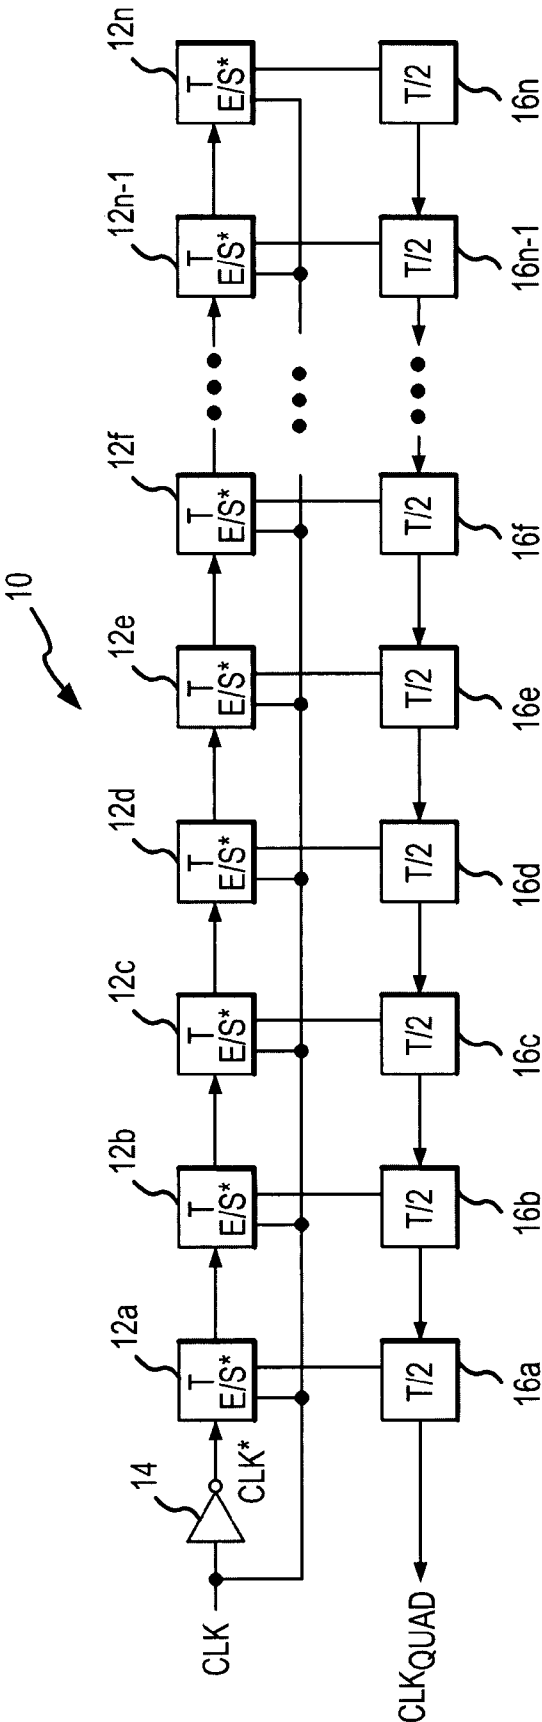 10
12a
12b
12c
12d
12e
12f
12n-1
12n
14
T
E/S*
T
E/S*
T
E/S*
T
E/S*
T
E/S*
T
E/S*
T
E/S*
T
E/S*
CLK
CLK*
T/2
T/2
T/2
T/2
T/2
T/2
T/2
T/2
CLKQUAD
16a
16b
16c
16d
16e
16f
16n-1
16n